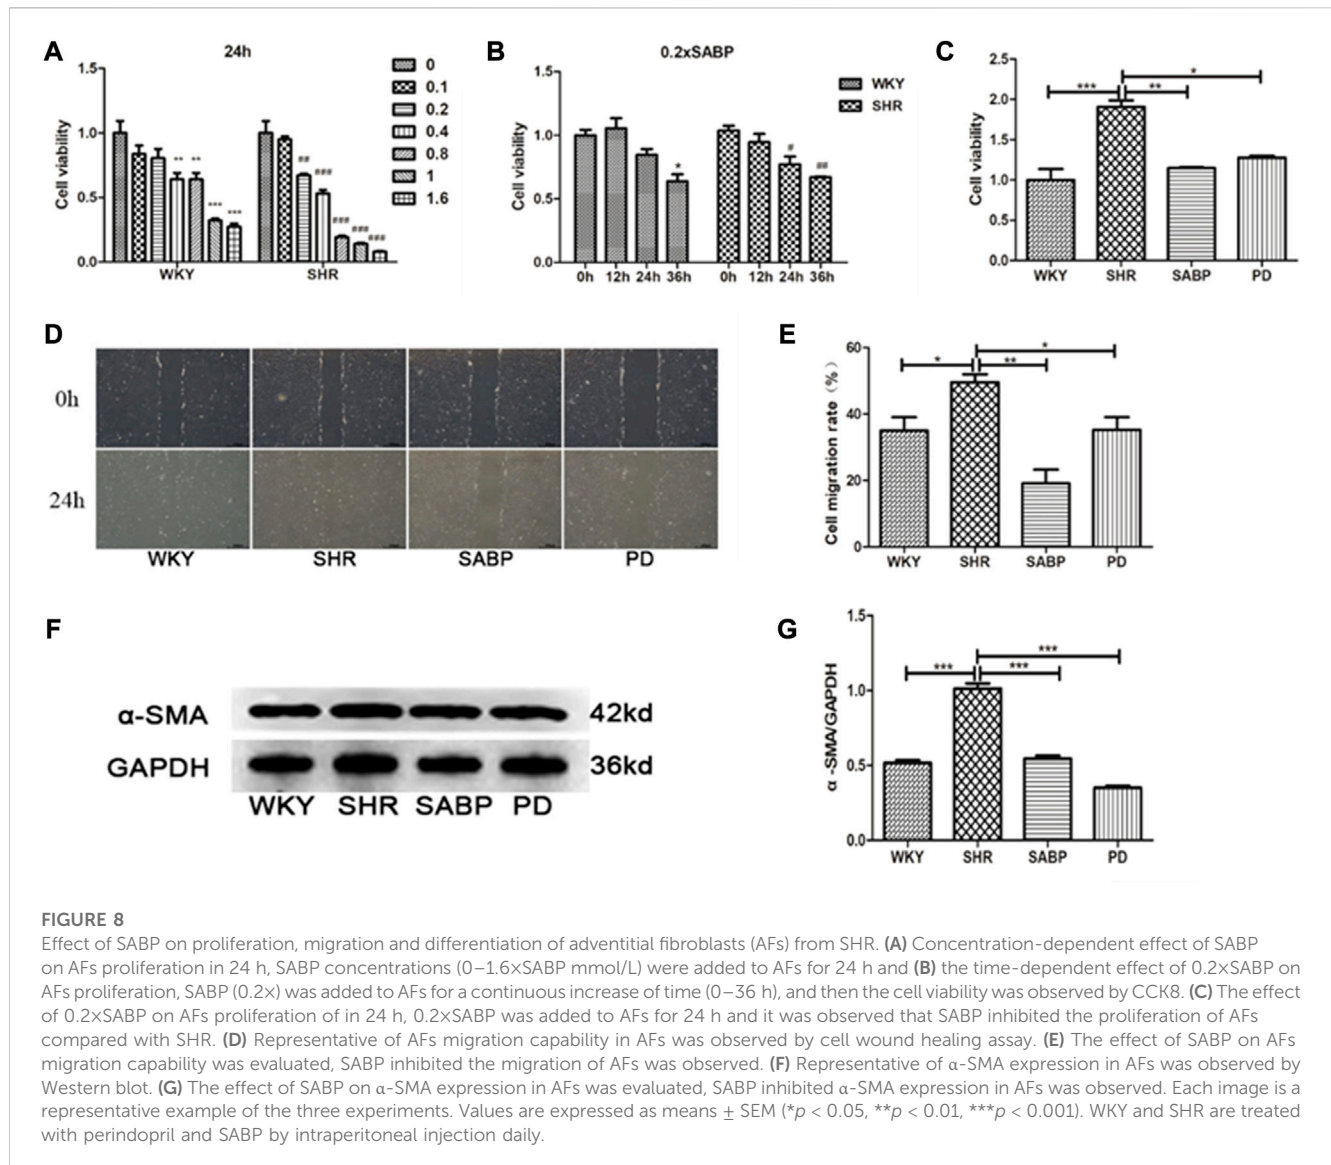 A
24h
Cell viability
1.5
1.0
0.5
0.0
** **
*** ***
##
###
###
###
###
WKY SHR
0
0.1
0.2
0.4
0.8
1
1.6
B
0.2xSABP
Cell viability
1.5
1.0
0.5
0.0
*
#
##
0h 12h 24h 36h 0h 12h 24h 36h
WKY
SHR
C
Cell viability
2.5
2.0
1.5
1.0
0.5
0.0
*
*** **
WKY SHR SABP PD
D
0h
24h
WKY SHR SABP PD
E
Cell migration rate (%)
60
40
20
0
*
* **
WKY SHR SABP PD
F
α-SMA 42kd
GAPDH 36kd
WKY SHR SABP PD
G
α -SMA/GAPDH
1.5
1.0
0.5
0.0
***
*** ***
WKY SHR SABP PD
FIGURE 8
Effect of SABP on proliferation, migration and differentiation of adventitial fibroblasts (AFs) from SHR. (A) Concentration-dependent effect of SABP
on AFs proliferation in 24 h, SABP concentrations (0–1.6×SABP mmol/L) were added to AFs for 24 h and (B) the time-dependent effect of 0.2×SABP on
AFs proliferation, SABP (0.2×) was added to AFs for a continuous increase of time (0–36 h), and then the cell viability was observed by CCK8. (C) The effect
of 0.2×SABP on AFs proliferation of in 24 h, 0.2×SABP was added to AFs for 24 h and it was observed that SABP inhibited the proliferation of AFs
compared with SHR. (D) Representative of AFs migration capability in AFs was observed by cell wound healing assay. (E) The effect of SABP on AFs
migration capability was evaluated, SABP inhibited the migration of AFs was observed. (F) Representative of α-SMA expression in AFs was observed by
Western blot. (G) The effect of SABP on α-SMA expression in AFs was evaluated, SABP inhibited α-SMA expression in AFs was observed. Each image is a
representative example of the three experiments. Values are expressed as means ± SEM (*p < 0.05, **p < 0.01, ***p < 0.001). WKY and SHR are treated
with perindopril and SABP by intraperitoneal injection daily.